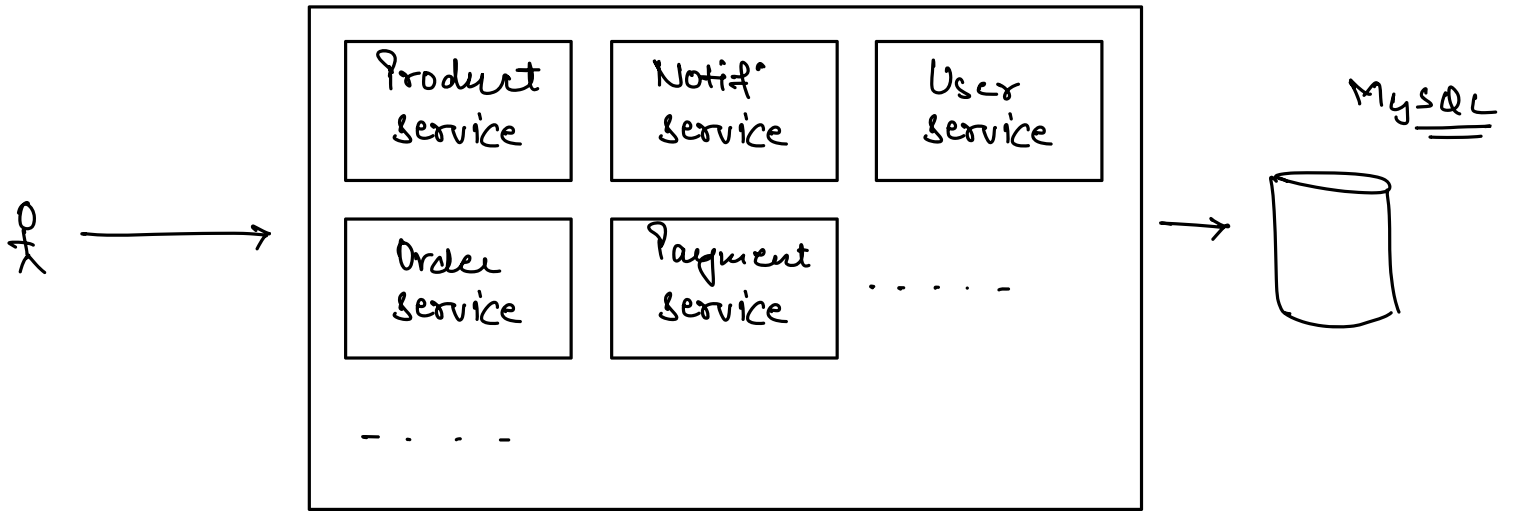 Product
service
Notif.
service
User
service
MySQL
Order
service
Payment
service